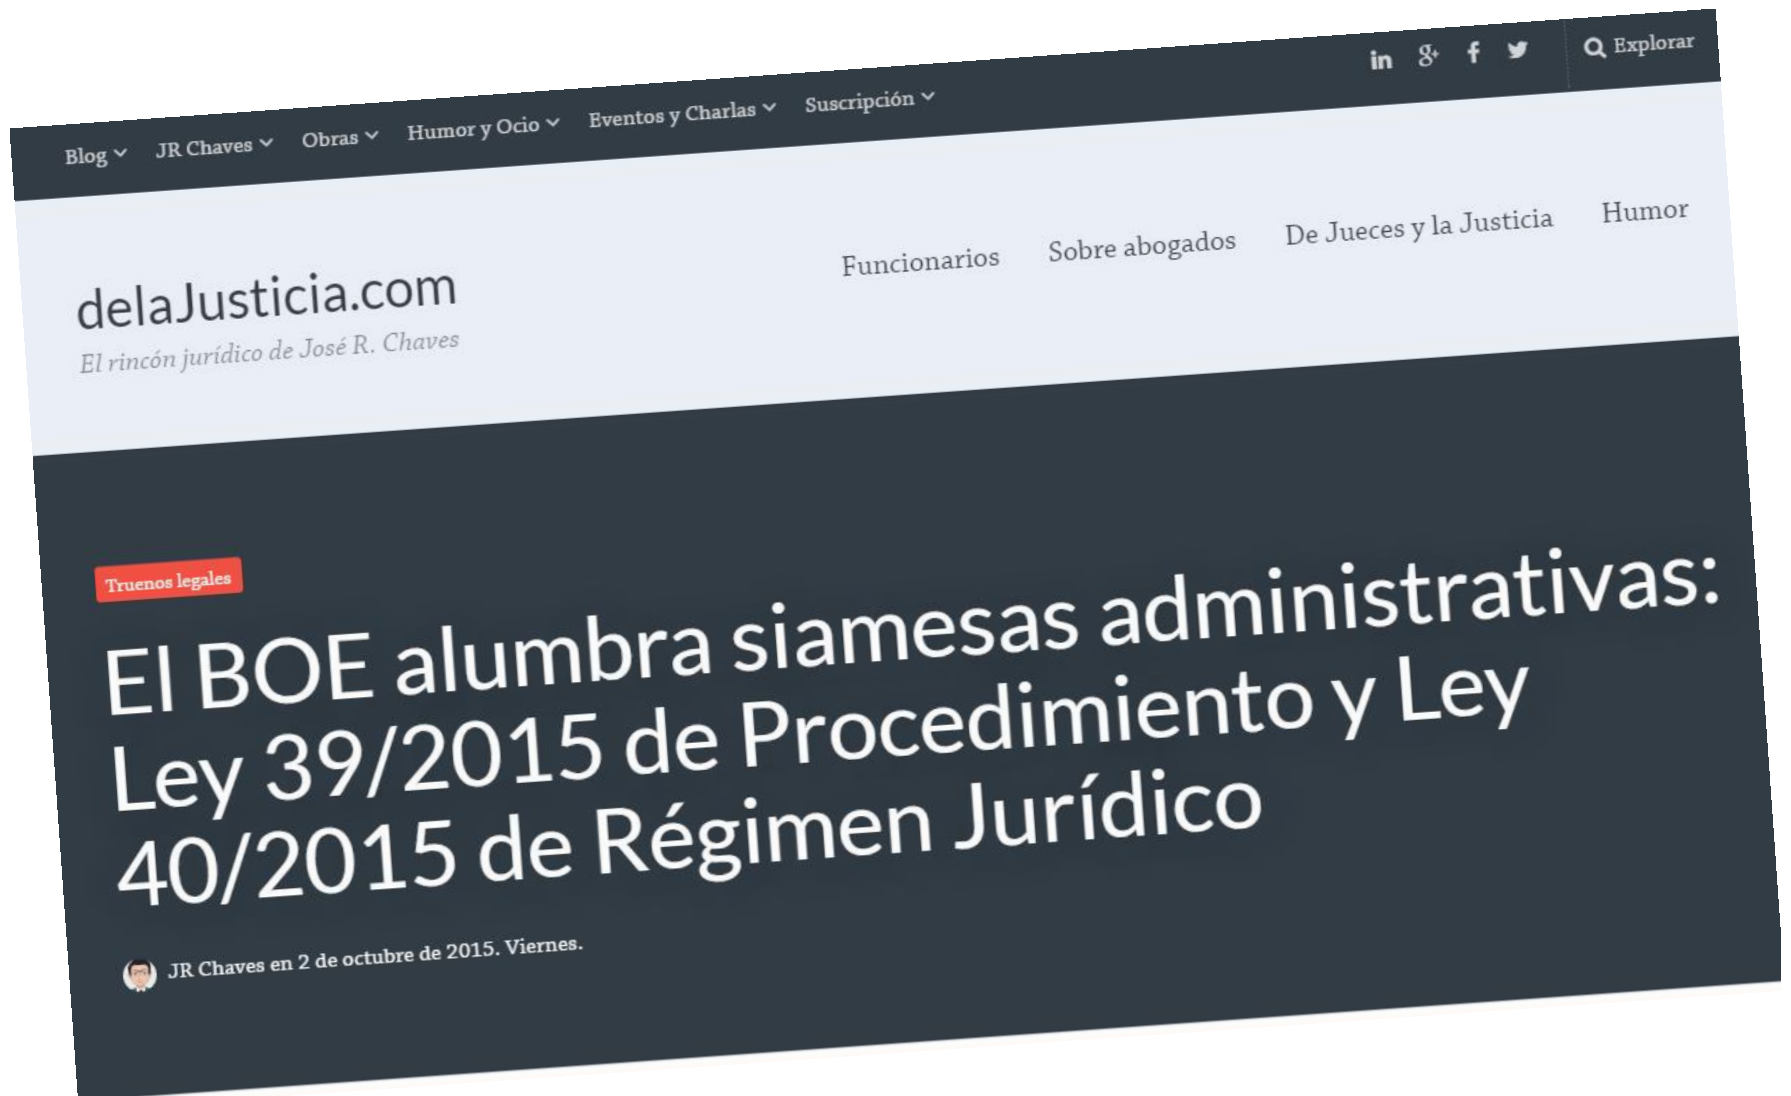 Blog JR Chaves Obras Humor y Ocio Eventos y Charlas Suscripción in g+ f Explorar
delaJusticia.com
El rincón jurídico de José R. Chaves
Funcionarios Sobre abogados De Jueces y la Justicia Humor
Truenos legales
El BOE alumbra siamesas administrativas:
Ley 39/2015 de Procedimiento y Ley
40/2015 de Régimen Jurídico
JR Chaves en 2 de octubre de 2015. Viernes.